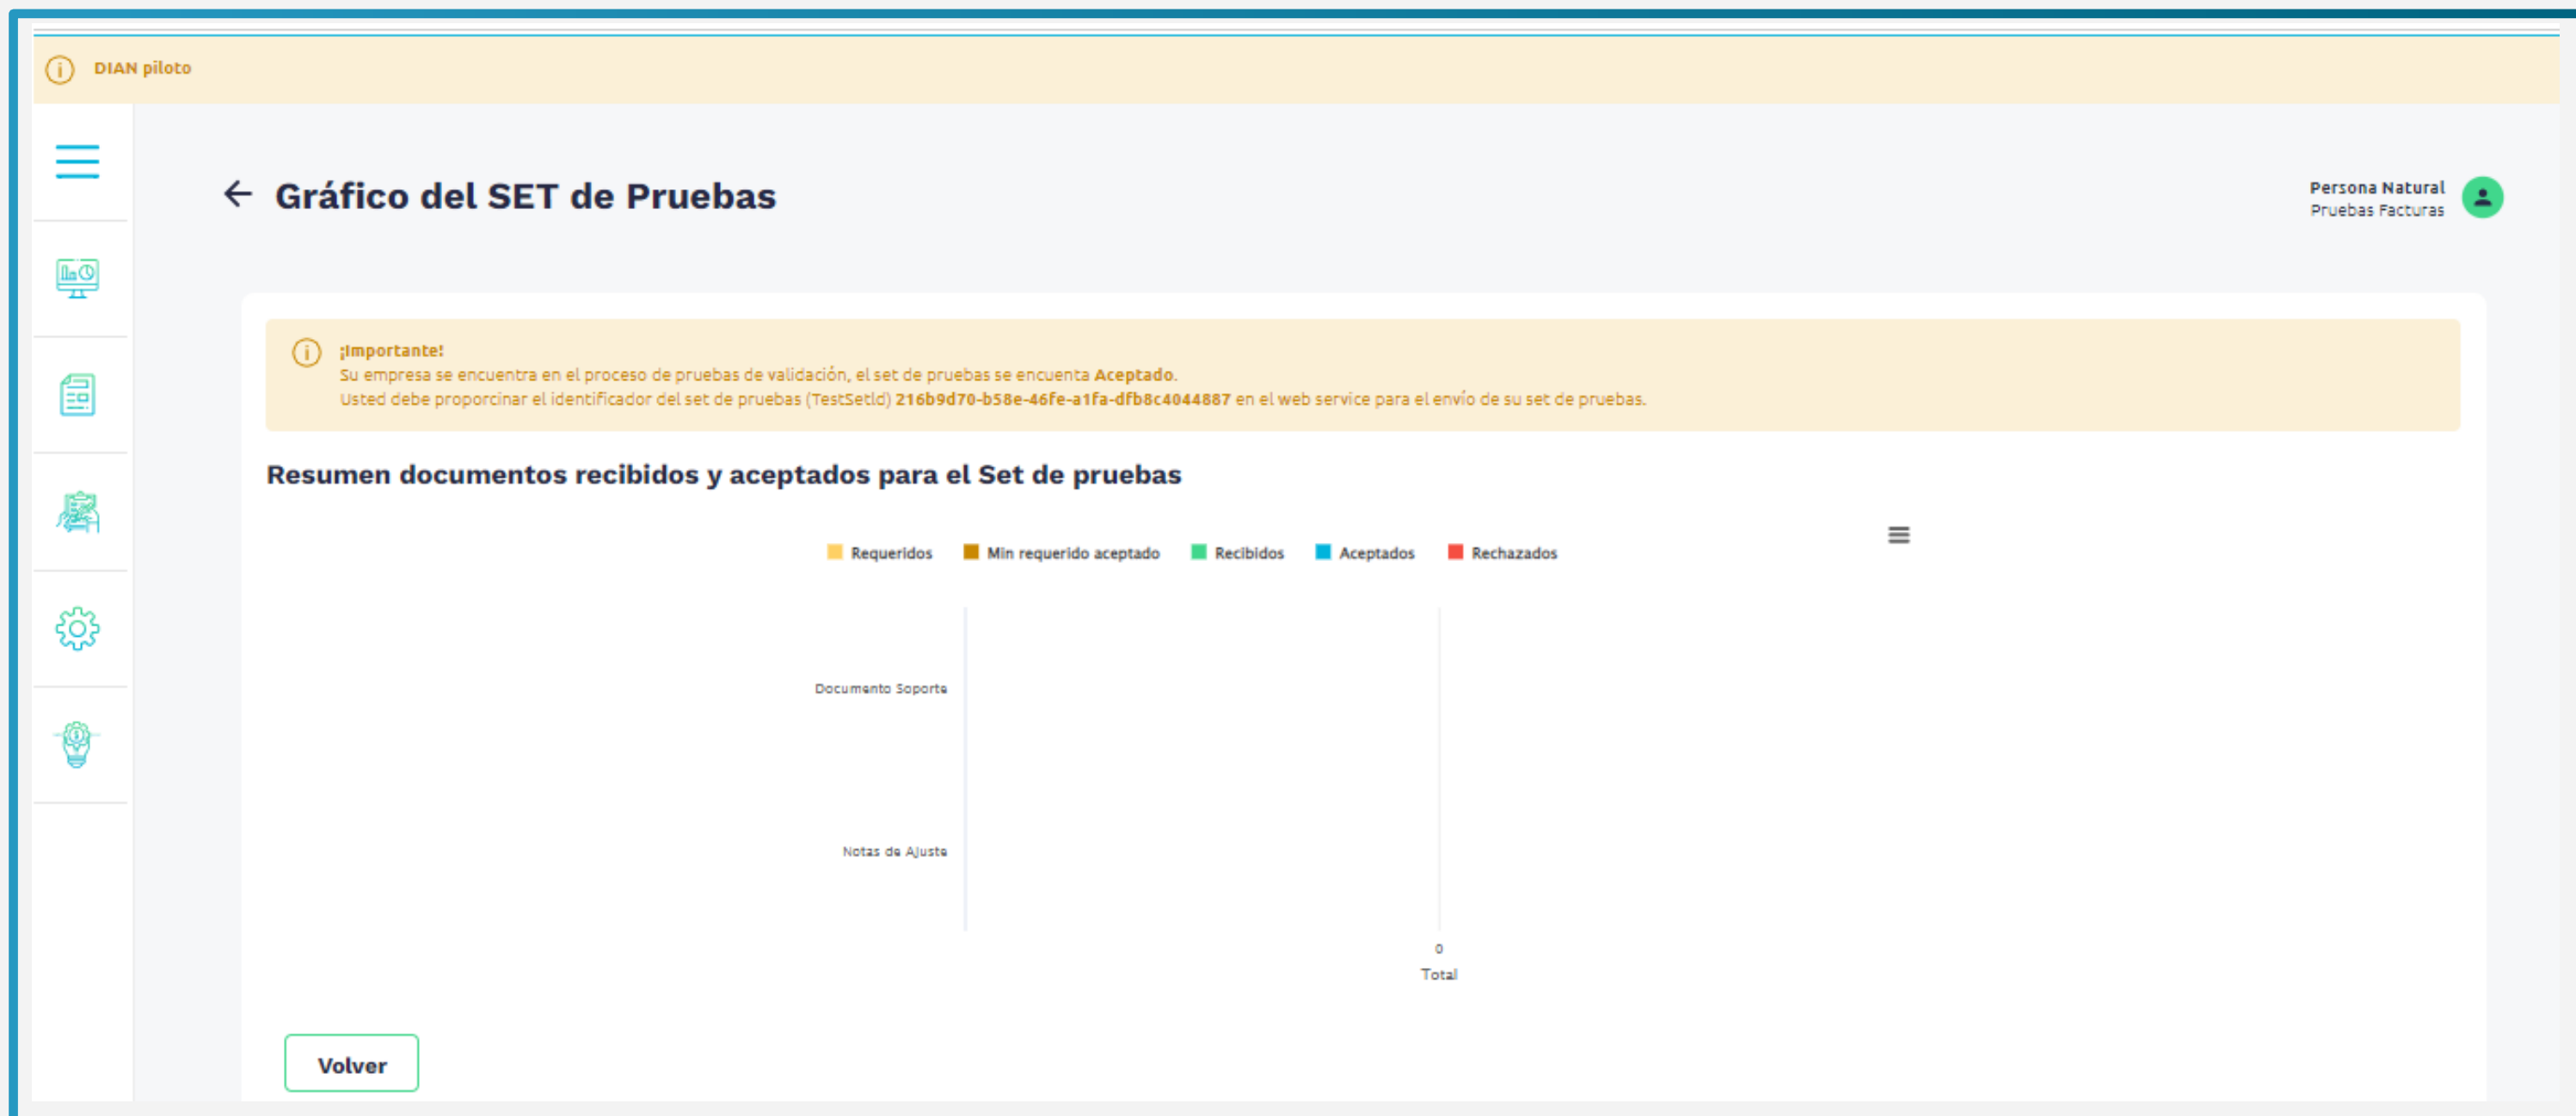 DIAN piloto
Gráfico del SET de Pruebas
Persona Natural
Pruebas Facturas
¡Importante!
Su empresa se encuentra en el proceso de pruebas de validación, el set de pruebas se encuenta Aceptado.
Usted debe proporcinar el identificador del set de pruebas (TestSetId) 216b9d70-b58e-46fe-a1fa-dfb8c4044887 en el web service para el envío de su set de pruebas.
Resumen documentos recibidos y aceptados para el Set de pruebas
Requeridos Min requerido aceptado Recibidos Aceptados Rechazados
Documento Soporte
Notas de Ajuste
0
Total
Volver